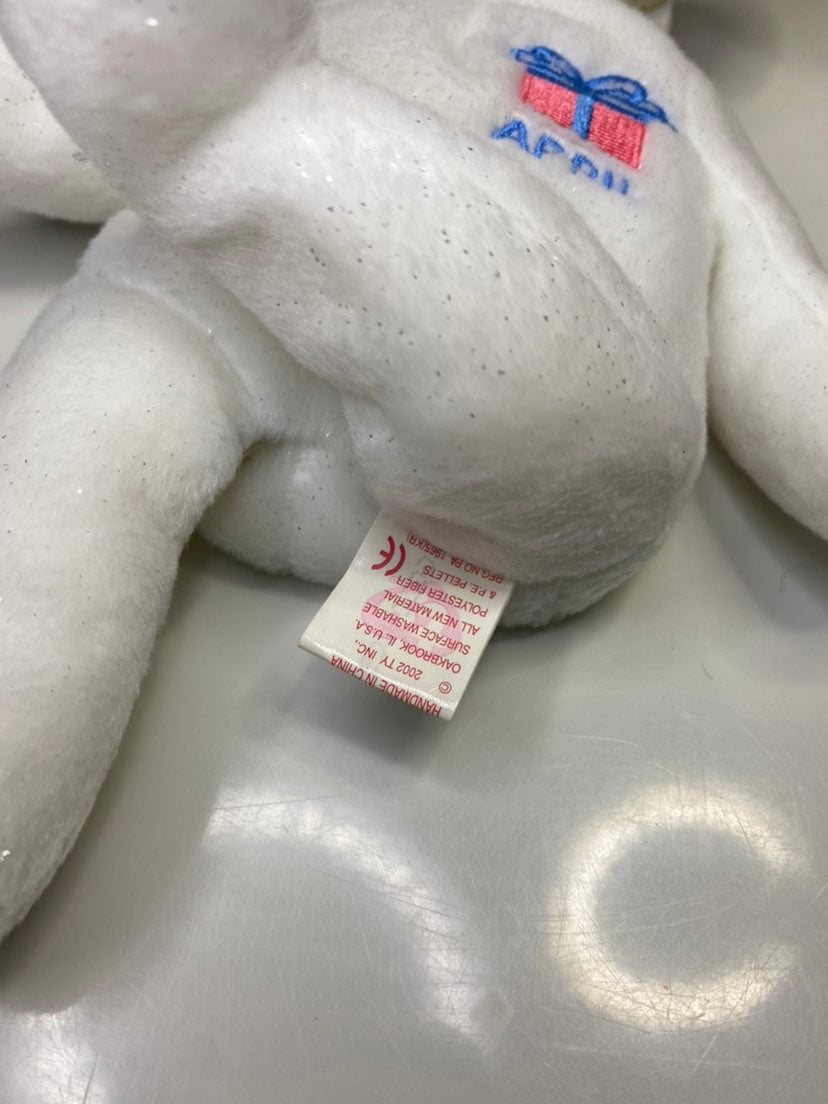 APRIL
HANDMADE IN CHINA
©
2002 TY INC.,
OAKBROOK, IL. U.S.A.
SURFACE WASHABLE
ALL NEW MATERIAL
POLYESTER FIBER
& P.E. PELLETS
REG NO PA 1965(KR)
CE